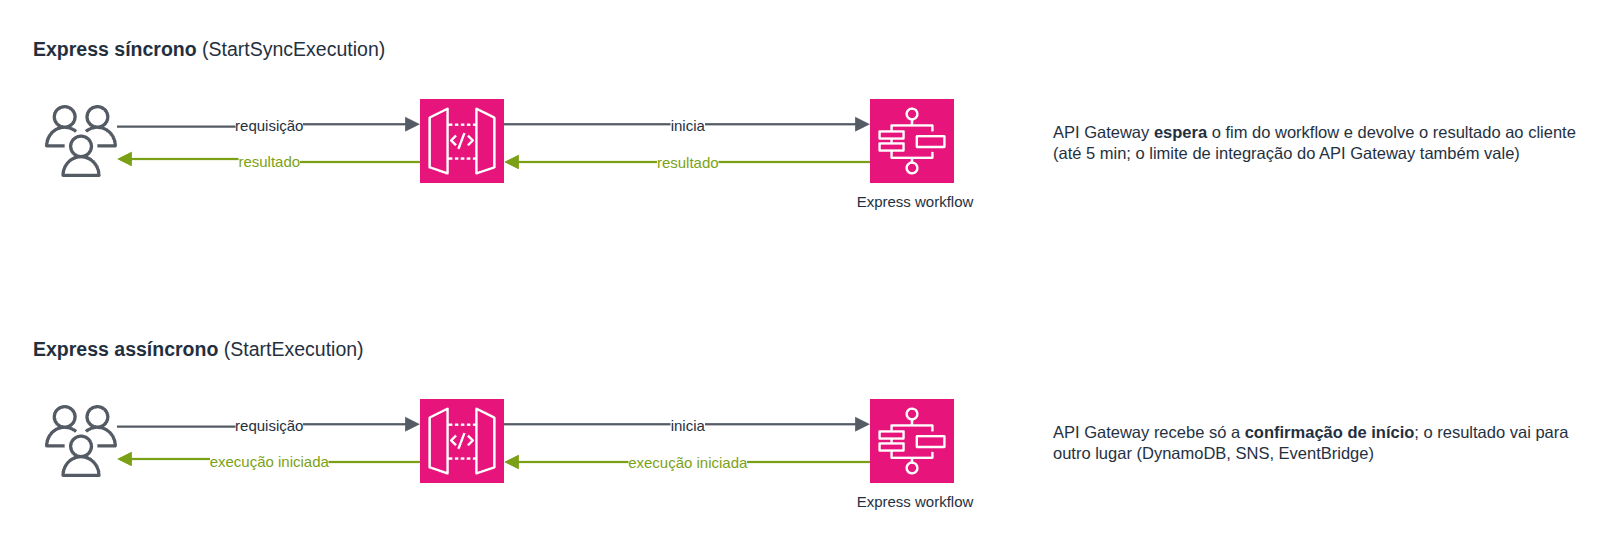 Express síncrono (StartSyncExecution)
requisição
inicia
resultado
resultado
API Gateway espera o fim do workflow e devolve o resultado ao cliente
(até 5 min; o limite de integração do API Gateway também vale)
</>
Express workflow
Express assíncrono (StartExecution)
requisição
inicia
execução iniciada
execução iniciada
API Gateway recebe só a confirmação de início; o resultado vai para
outro lugar (DynamoDB, SNS, EventBridge)
</>
Express workflow